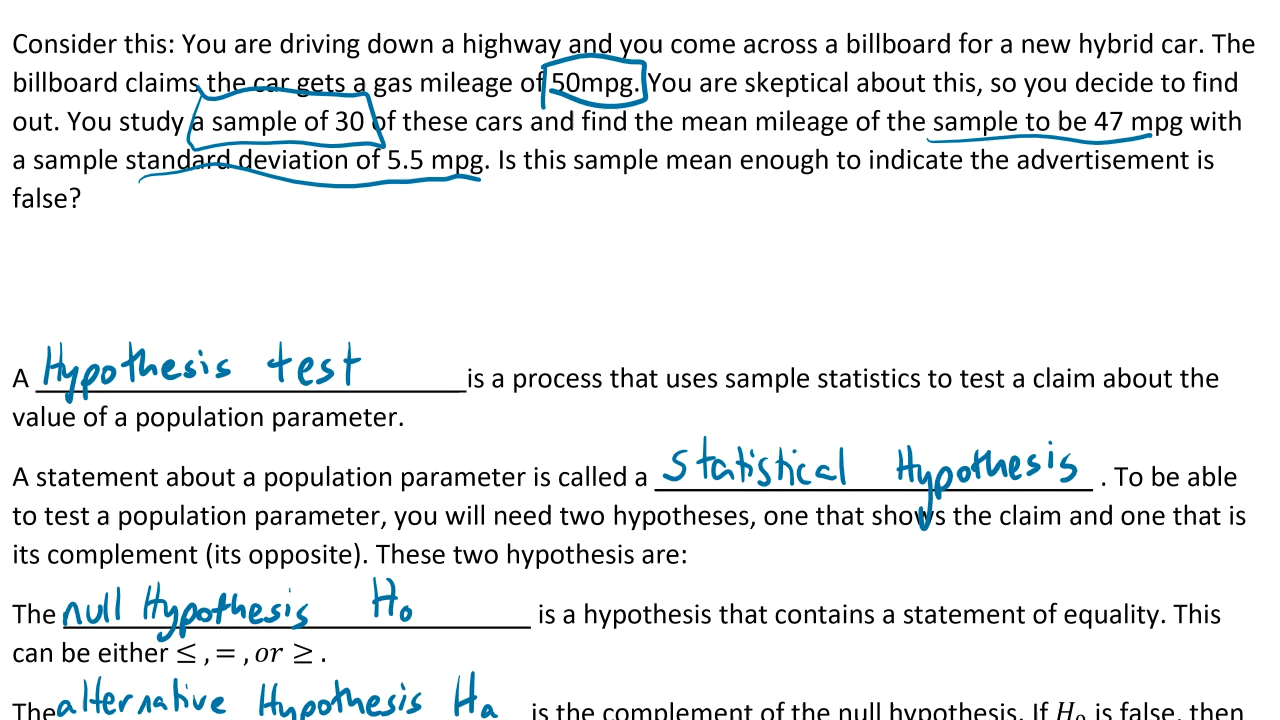 Consider this: You are driving down a highway and you come across a billboard for a new hybrid car. The
billboard claims the car gets a gas mileage of 50mpg. You are skeptical about this, so you decide to find
out. You study a sample of 30 of these cars and find the mean mileage of the sample to be 47 mpg with
a sample standard deviation of 5.5 mpg. Is this sample mean enough to indicate the advertisement is
false?
A Hypothesis test is a process that uses sample statistics to test a claim about the
value of a population parameter.
A statement about a population parameter is called a Statistical Hypothesis . To be able
to test a population parameter, you will need two hypotheses, one that shows the claim and one that is
its complement (its opposite). These two hypothesis are:
The null Hypothesis H₀ is a hypothesis that contains a statement of equality. This
can be either ≤ , = , or ≥ .
The alternative Hypothesis Hₐ is the complement of the null hypothesis. If H₀ is false, then